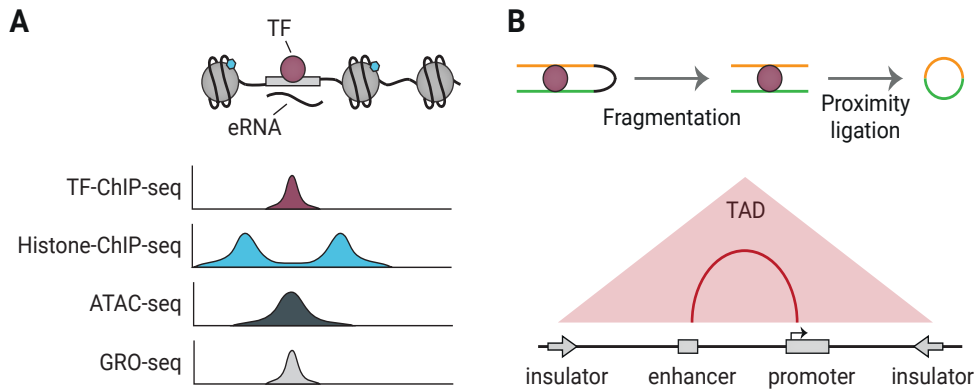 A
TF
eRNA
TF-ChIP-seq
Histone-ChIP-seq
ATAC-seq
GRO-seq
B
Fragmentation
Proximity
ligation
TAD
insulator
enhancer
promoter
insulator